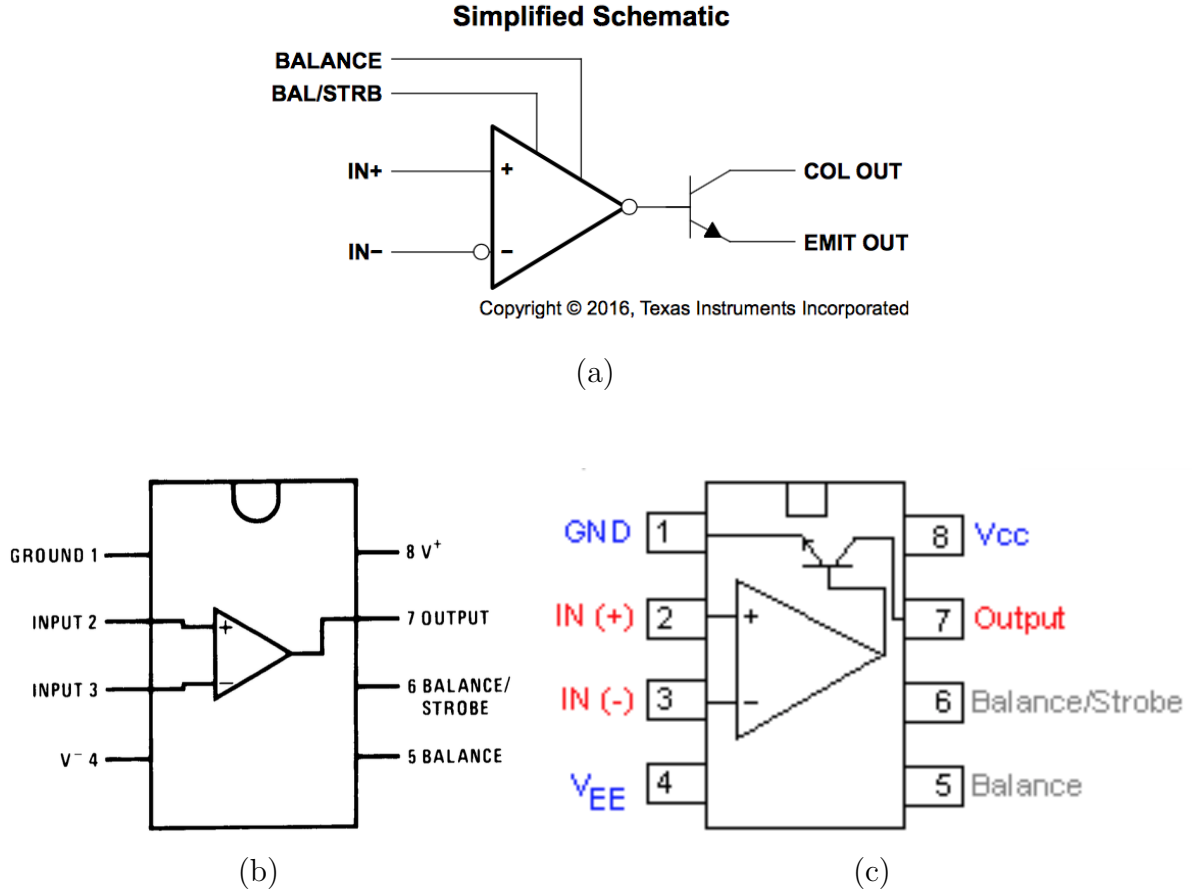 Simplified Schematic
BALANCE
BAL/STRB
IN+
+
COL OUT
IN−
−
EMIT OUT
Copyright © 2016, Texas Instruments Incorporated
(a)
GROUND 1
8 V+
INPUT 2
+
7 OUTPUT
INPUT 3
−
6 BALANCE/
STROBE
V− 4
5 BALANCE
(b)
GND 1
8 Vcc
IN (+) 2
+
7 Output
IN (-) 3
−
6 Balance/Strobe
VEE 4
5 Balance
(c)